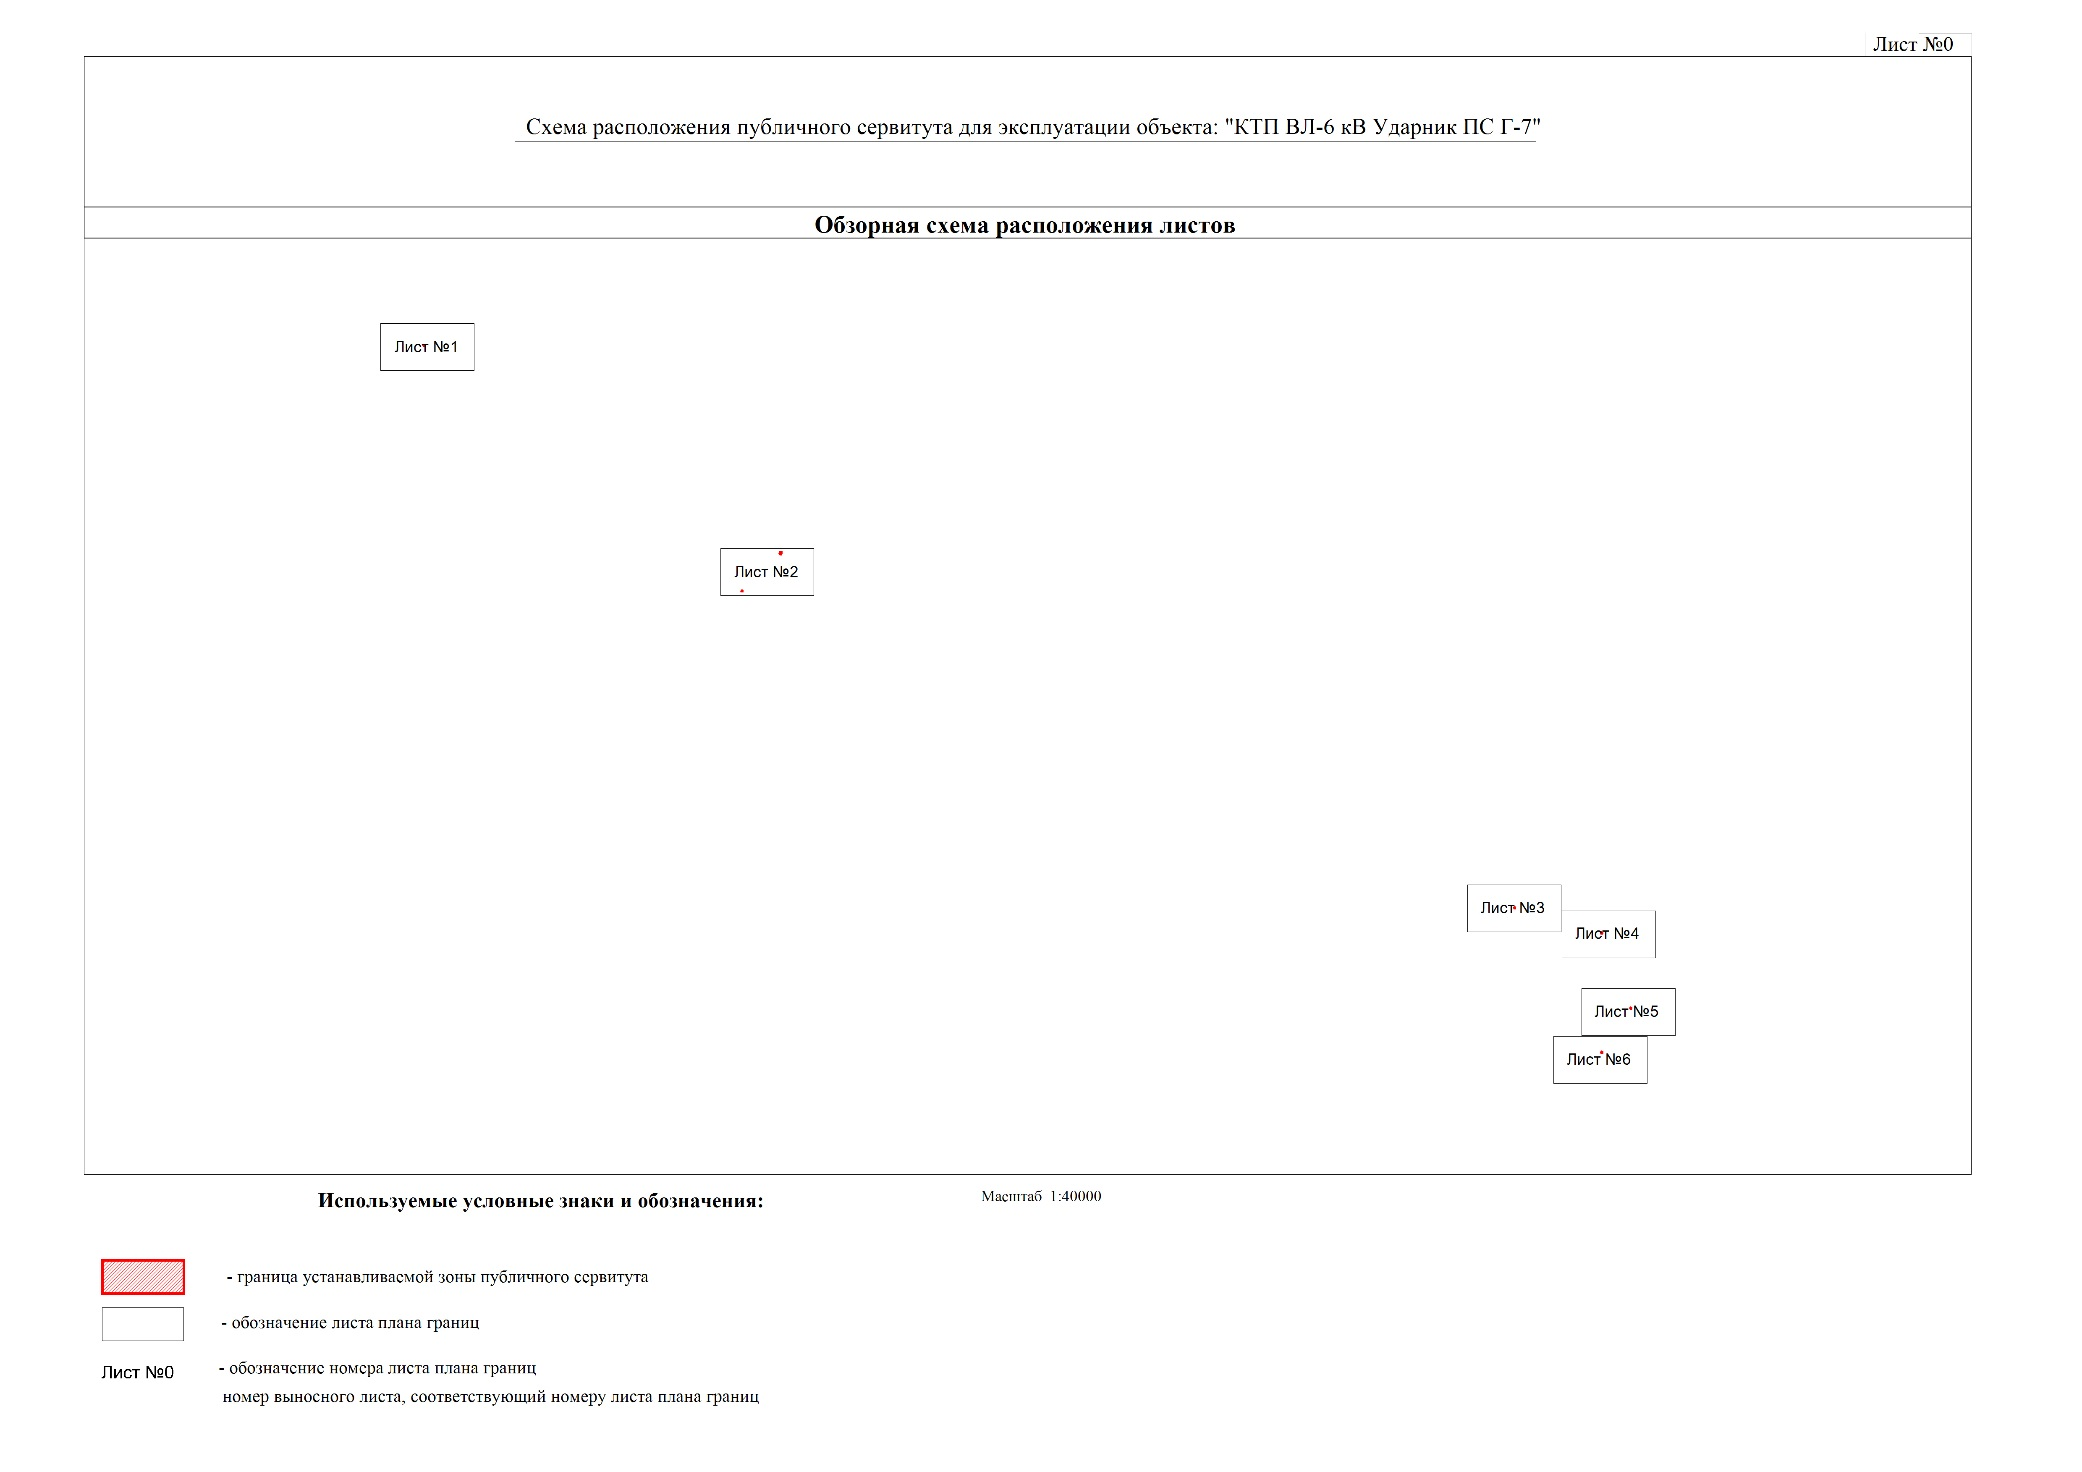 Лист №0
Схема расположения публичного сервитута для эксплуатации объекта: "КТП ВЛ-6 кВ Ударник ПС Г-7"
Обзорная схема расположения листов
Лист №1
Лист №2
Лист №3
Лист №4
Лист №5
Лист №6
Используемые условные знаки и обозначения:
Масштаб 1:40000
- граница устанавливаемой зоны публичного сервитута
- обозначение листа плана границ
Лист №0 - обозначение номера листа плана границ
номер выносного листа, соответствующий номеру листа плана границ